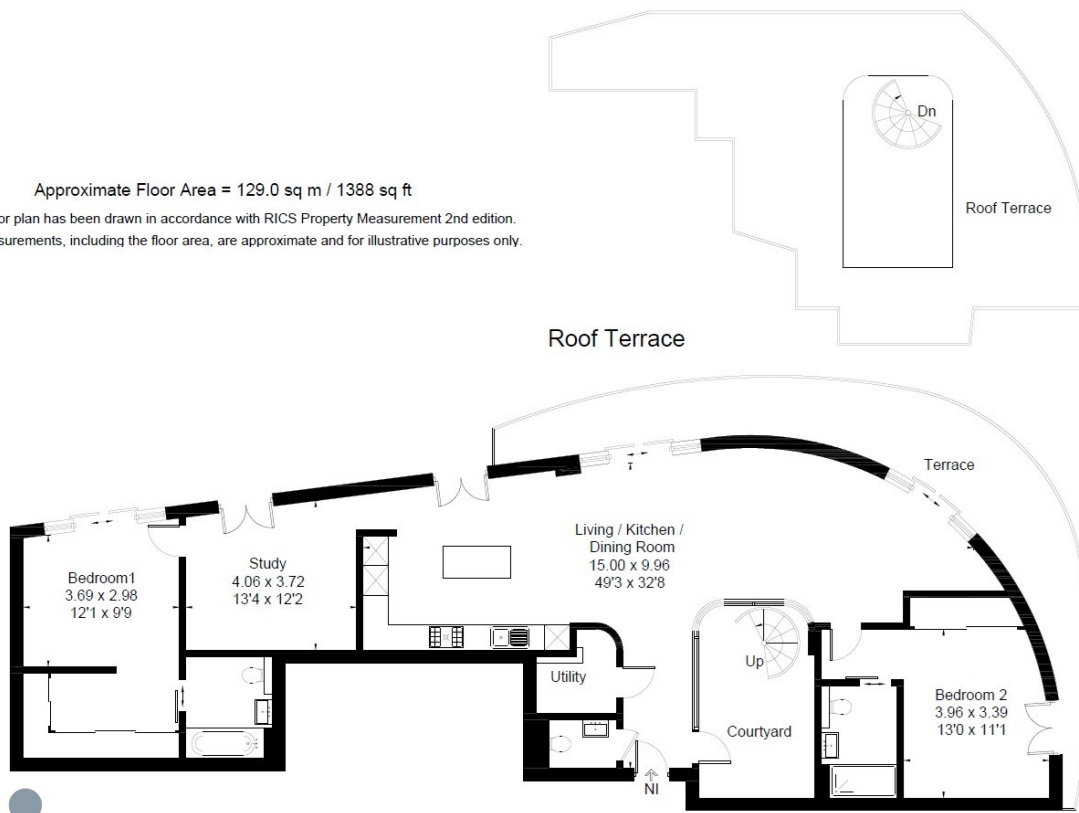 Dn
Approximate Floor Area = 129.0 sq m / 1388 sq ft
plan has been drawn in accordance with RICS Property Measurement 2nd edition.
including the floor area, are approximate and for illustrative purposes only.
Roof Terrace
Roof Terrace
Terrace
Living / Kitchen /
Dining Room
15.00 x 9.96
49'3 x 32'8
Study
4.06 x 3.72
13'4 x 12'2
Bedroom1
3.69 x 2.98
12'1 x 9'9
T
Up
Utility
Bedroom 2
3.96 x 3.39
13'0 x 11'1
Courtyard
NI